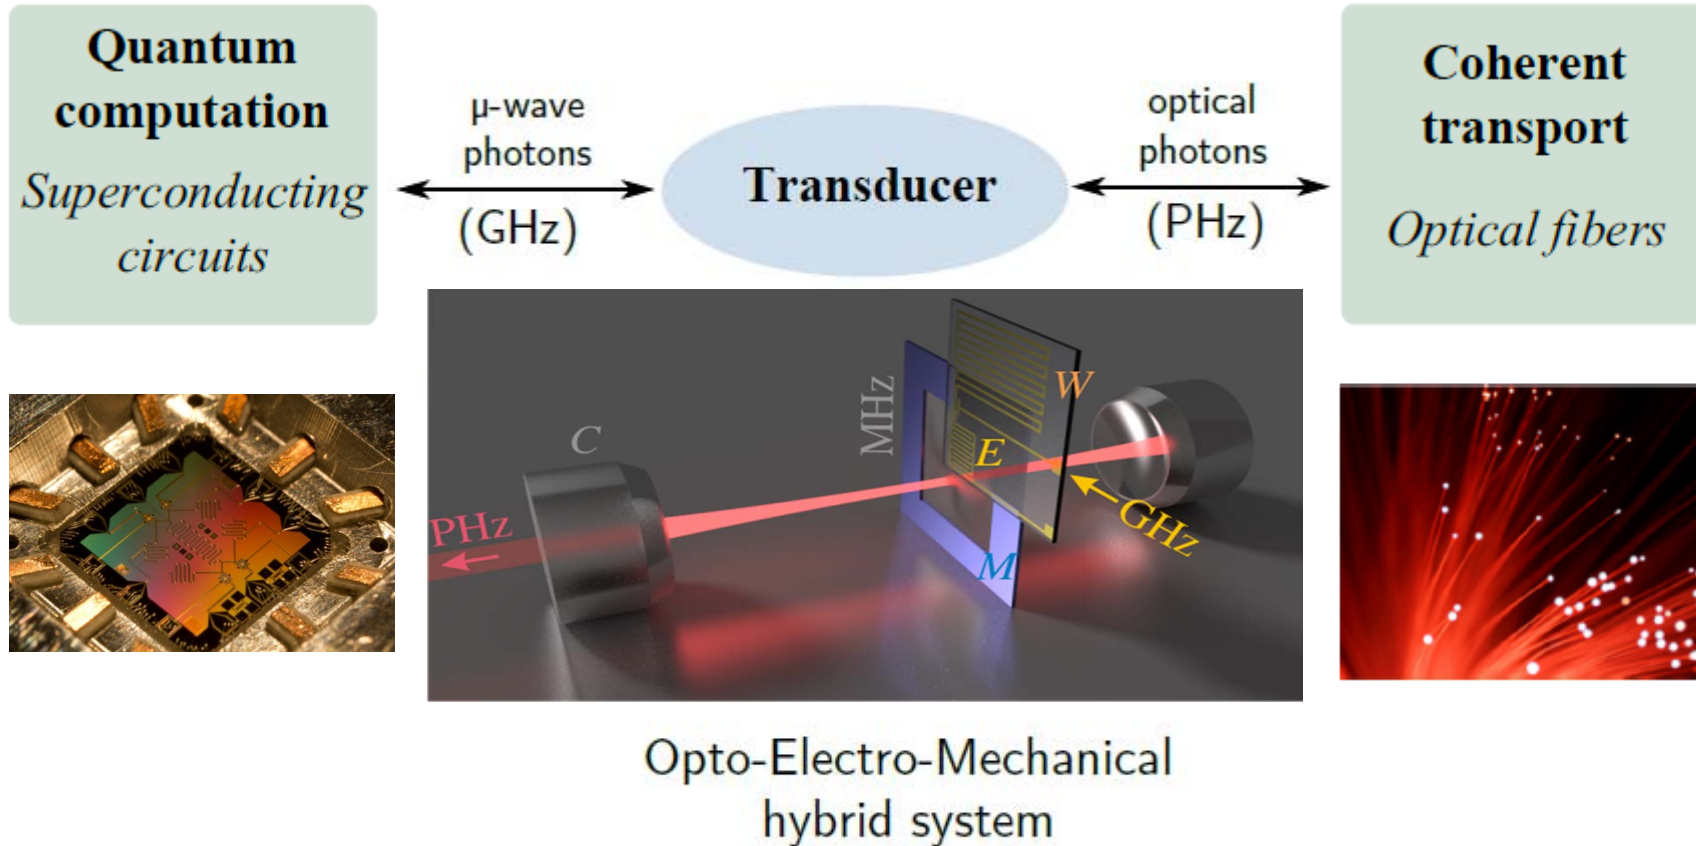 Quantum
computation
Superconducting
circuits
μ-wave
photons
(GHz)
Transducer
optical
photons
(PHz)
Coherent
transport
Optical fibers
C
MHz
W
E
GHz
PHz
M
Opto-Electro-Mechanical
hybrid system